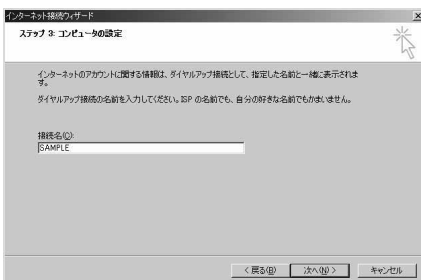 インターネット接続ウィザード
ステップ 3: コンピュータの設定
インターネットのアカウントに関する情報は、ダイヤルアップ接続として、指定した名前と一緒に表示されま
す。
ダイヤルアップ接続の名前を入力してください。ISP の名前でも、自分の好きな名前でもかまいません。
接続名(C):
SAMPLE
< 戻る(B)
次へ(N) >
キャンセル